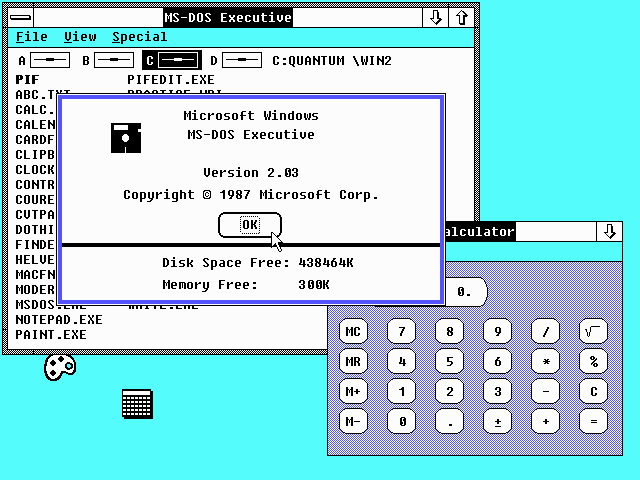 MS-DOS Executive
File View Special
A B C D C:QUANTUM \WIN2
PIF PIFEDIT.EXE
ABC.TXT PRACTICE.WRI
CALC.
CALEN
CARDF
CLIPB
CLOCK
CONTR
COURE
CVTPA
DOTHI
FINDE
HELVE
MACFN
MODER
MSDOS.EXE WRITE.EXE
NOTEPAD.EXE
PAINT.EXE
Microsoft Windows
MS-DOS Executive
Version 2.03
Copyright © 1987 Microsoft Corp.
OK
Disk Space Free: 438464K
Memory Free: 300K
alculator
0.
MC 7 8 9 / √
MR 4 5 6 * %
M+ 1 2 3 - C
M- 0 . ± + =